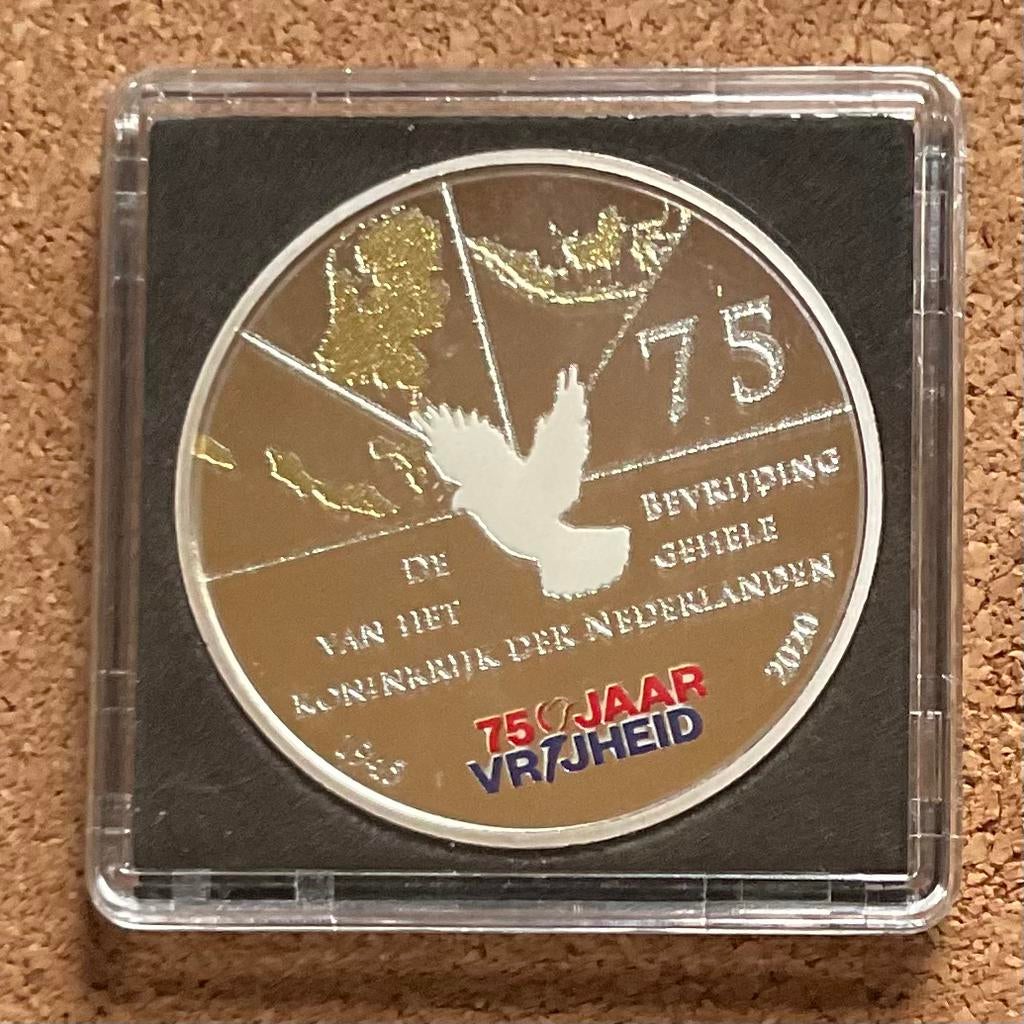 75
DE BEVRIJDING
VAN HET GEHELE
KONINKRIJK DER NEDERLANDEN
1945 2020
75 JAAR
VRIJHEID